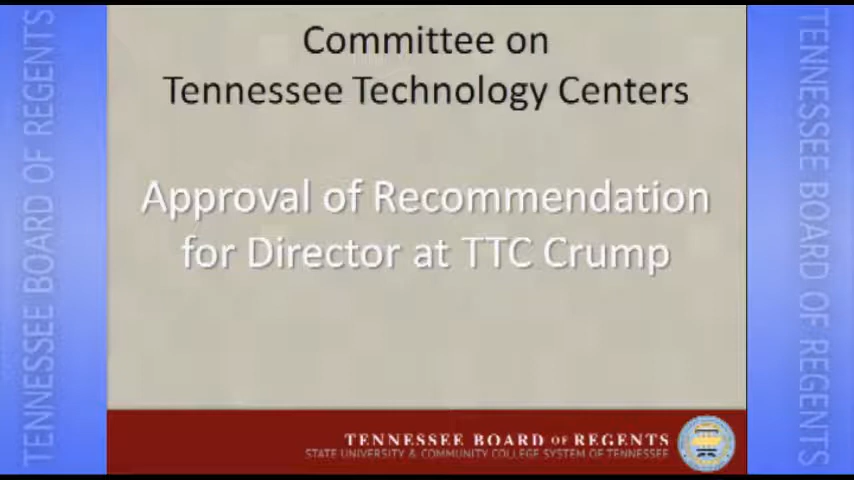 Committee on
Tennessee Technology Centers
Approval of Recommendation
for Director at TTC Crump
TENNESSEE BOARD OF REGENTS
STATE UNIVERSITY & COMMUNITY COLLEGE SYSTEM OF TENNESSEE
TENNESSEE BOARD OF REGENTS
TENNESSEE BOARD OF REGENTS